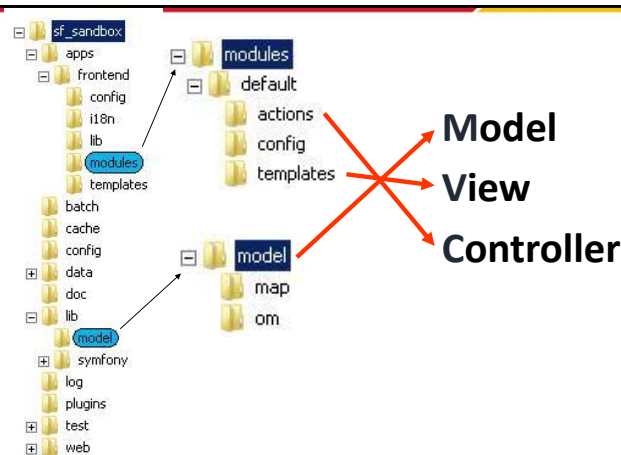 sf_sandbox
apps
frontend
config
i18n
lib
modules
templates
batch
cache
config
data
doc
lib
model
symfony
log
plugins
test
web
modules
default
actions
config
templates
model
map
om
Model
View
Controller